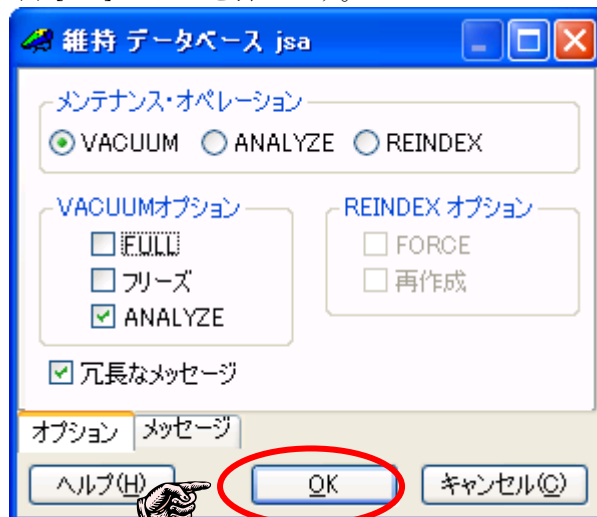 維持 データベース jsa
メンテナンス・オペレーション
VACUUM ANALYZE REINDEX
VACUUMオプション
FULL
フリーズ
ANALYZE
REINDEX オプション
FORCE
再作成
冗長なメッセージ
オプション メッセージ
ヘルプ(H) OK キャンセル(C)